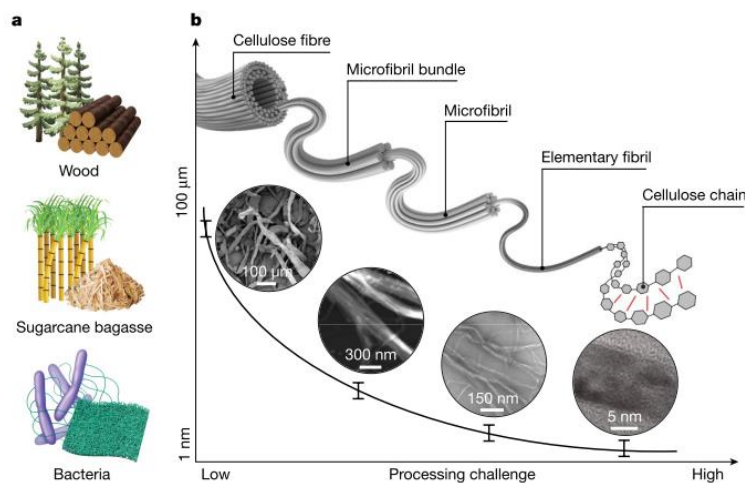 a
Wood
Sugarcane bagasse
Bacteria
b
Cellulose fibre
Microfibril bundle
Microfibril
Elementary fibril
Cellulose chain
100 μm
100 μm
300 nm
150 nm
5 nm
1 nm
Low
Processing challenge
High